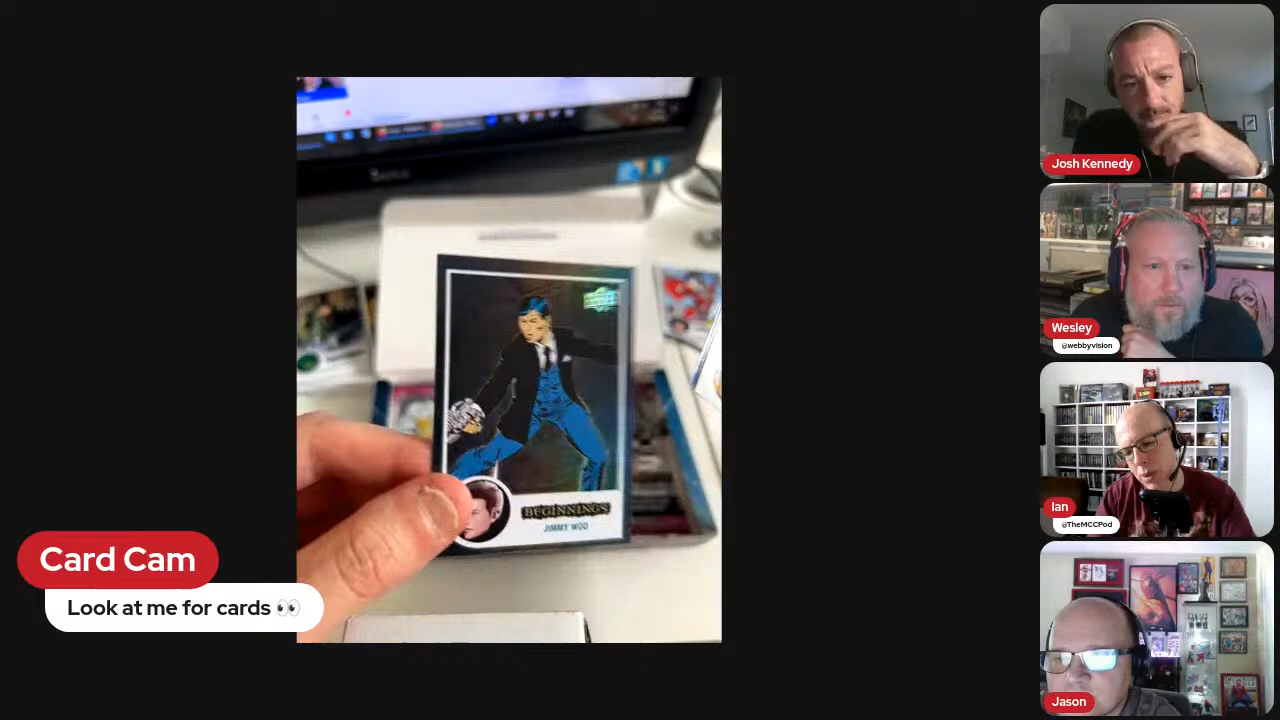 Josh Kennedy
Wesley
@webbyvision
Ian
@TheMCCPod
Jason
BEGINNINGS
JIMMY WOO
Card Cam
Look at me for cards 👀